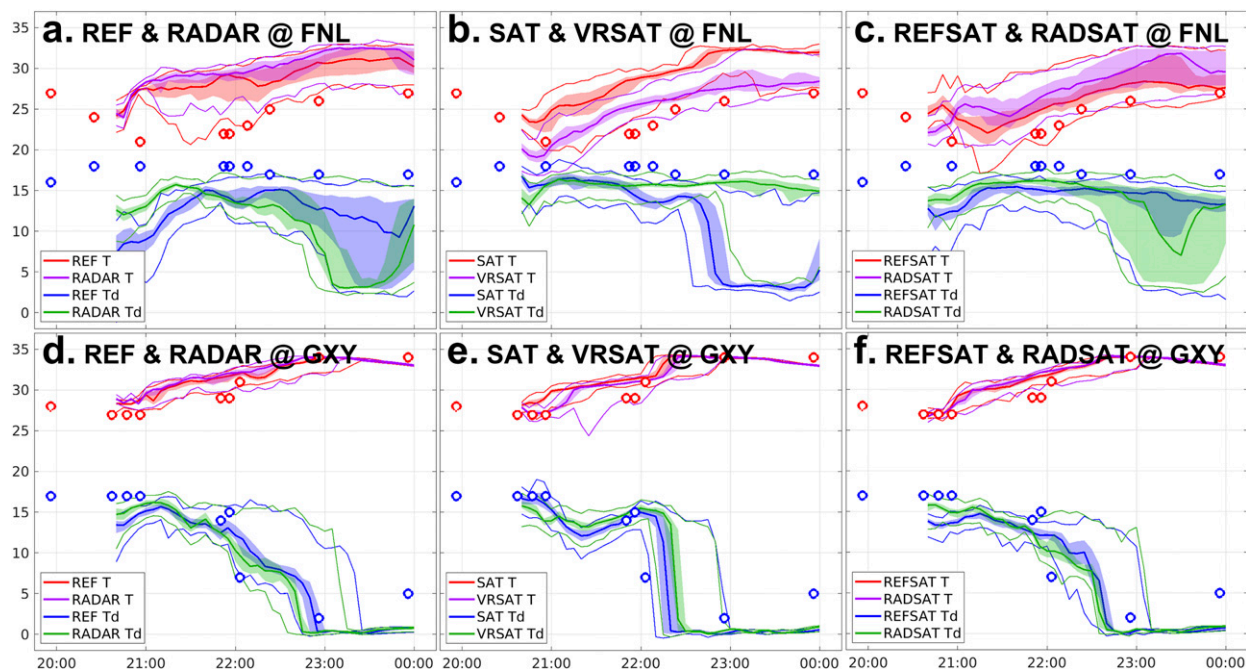 a. REF & RADAR @ FNL
b. SAT & VRSAT @ FNL
c. REFSAT & RADSAT @ FNL
35
30
25
20
15
10
5
0
REF T
RADAR T
REF Td
RADAR Td
SAT T
VRSAT T
SAT Td
VRSAT Td
REFSAT T
RADSAT T
REFSAT Td
RADSAT Td
d. REF & RADAR @ GXY
e. SAT & VRSAT @ GXY
f. REFSAT & RADSAT @ GXY
35
30
25
20
15
10
5
0
REF T
RADAR T
REF Td
RADAR Td
SAT T
VRSAT T
SAT Td
VRSAT Td
REFSAT T
RADSAT T
REFSAT Td
RADSAT Td
20:00 21:00 22:00 23:00 00:00 20:00 21:00 22:00 23:00 00:00 20:00 21:00 22:00 23:00 00:00